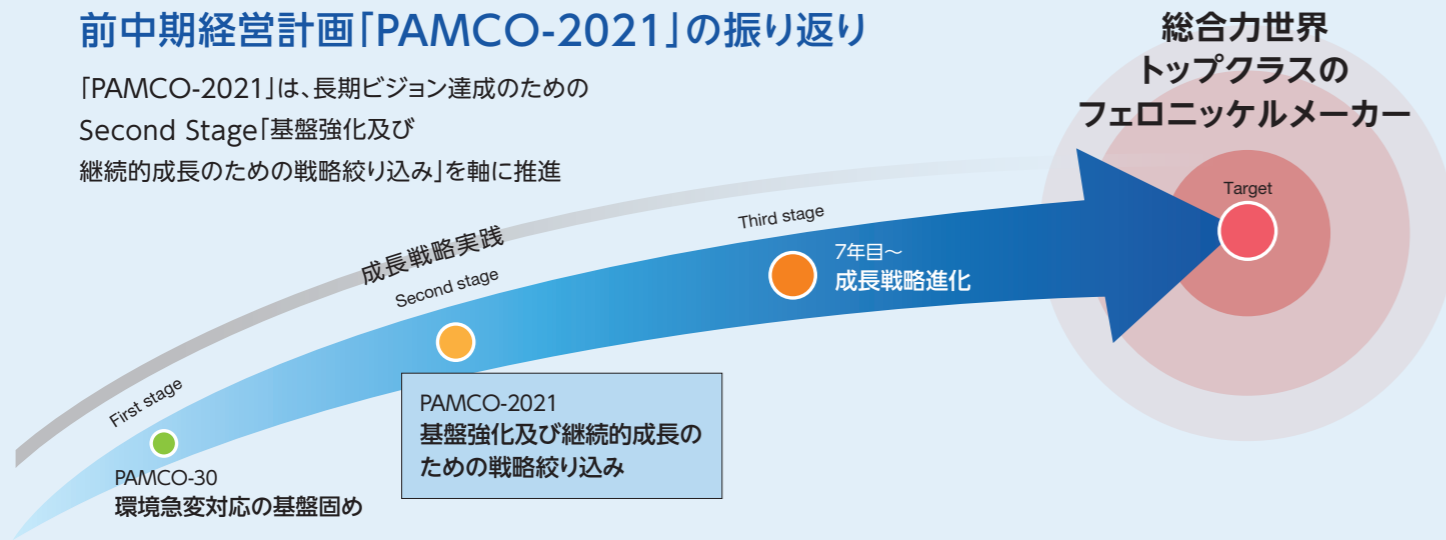 前中期経営計画「PAMCO-2021」の振り返り
「PAMCO-2021」は、長期ビジョン達成のための
Second Stage「基盤強化及び
継続的成長のための戦略絞り込み」を軸に推進
総合力世界
トップクラスの
フェロニッケルメーカー
Target
成長戦略実践
First stage
PAMCO-30
環境急変対応の基盤固め
Second stage
PAMCO-2021
基盤強化及び継続的成長の
ための戦略絞り込み
Third stage
7年目～
成長戦略進化